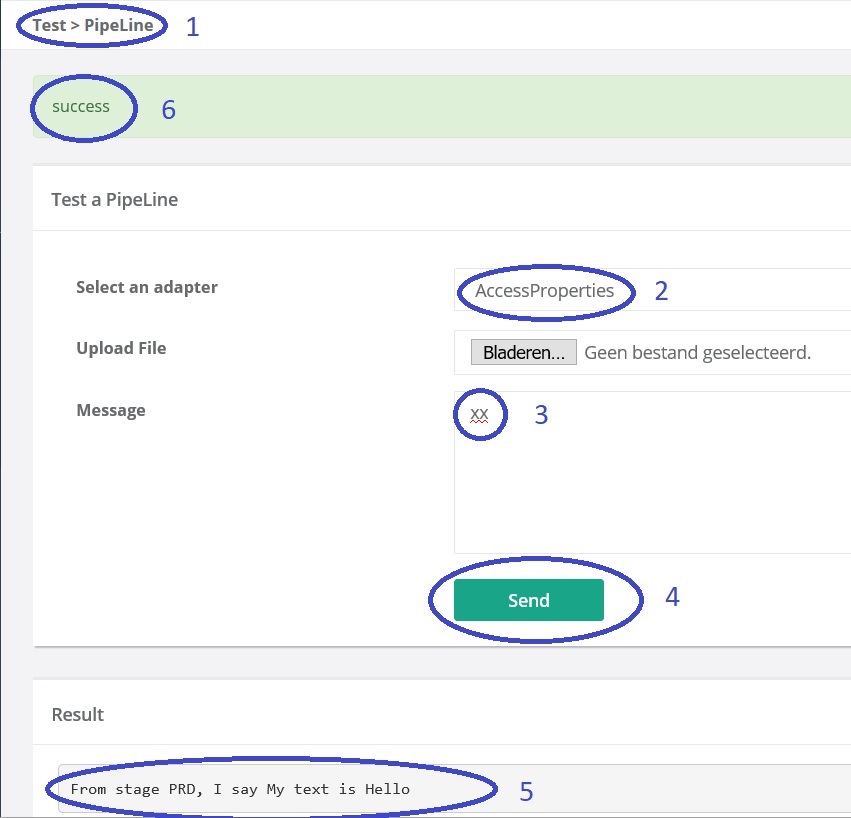 Test > PipeLine 1
success 6
Test a PipeLine
Select an adapter AccessProperties 2
Upload File Bladeren... Geen bestand geselecteerd.
Message xx 3
Send 4
Result
From stage PRD, I say My text is Hello 5